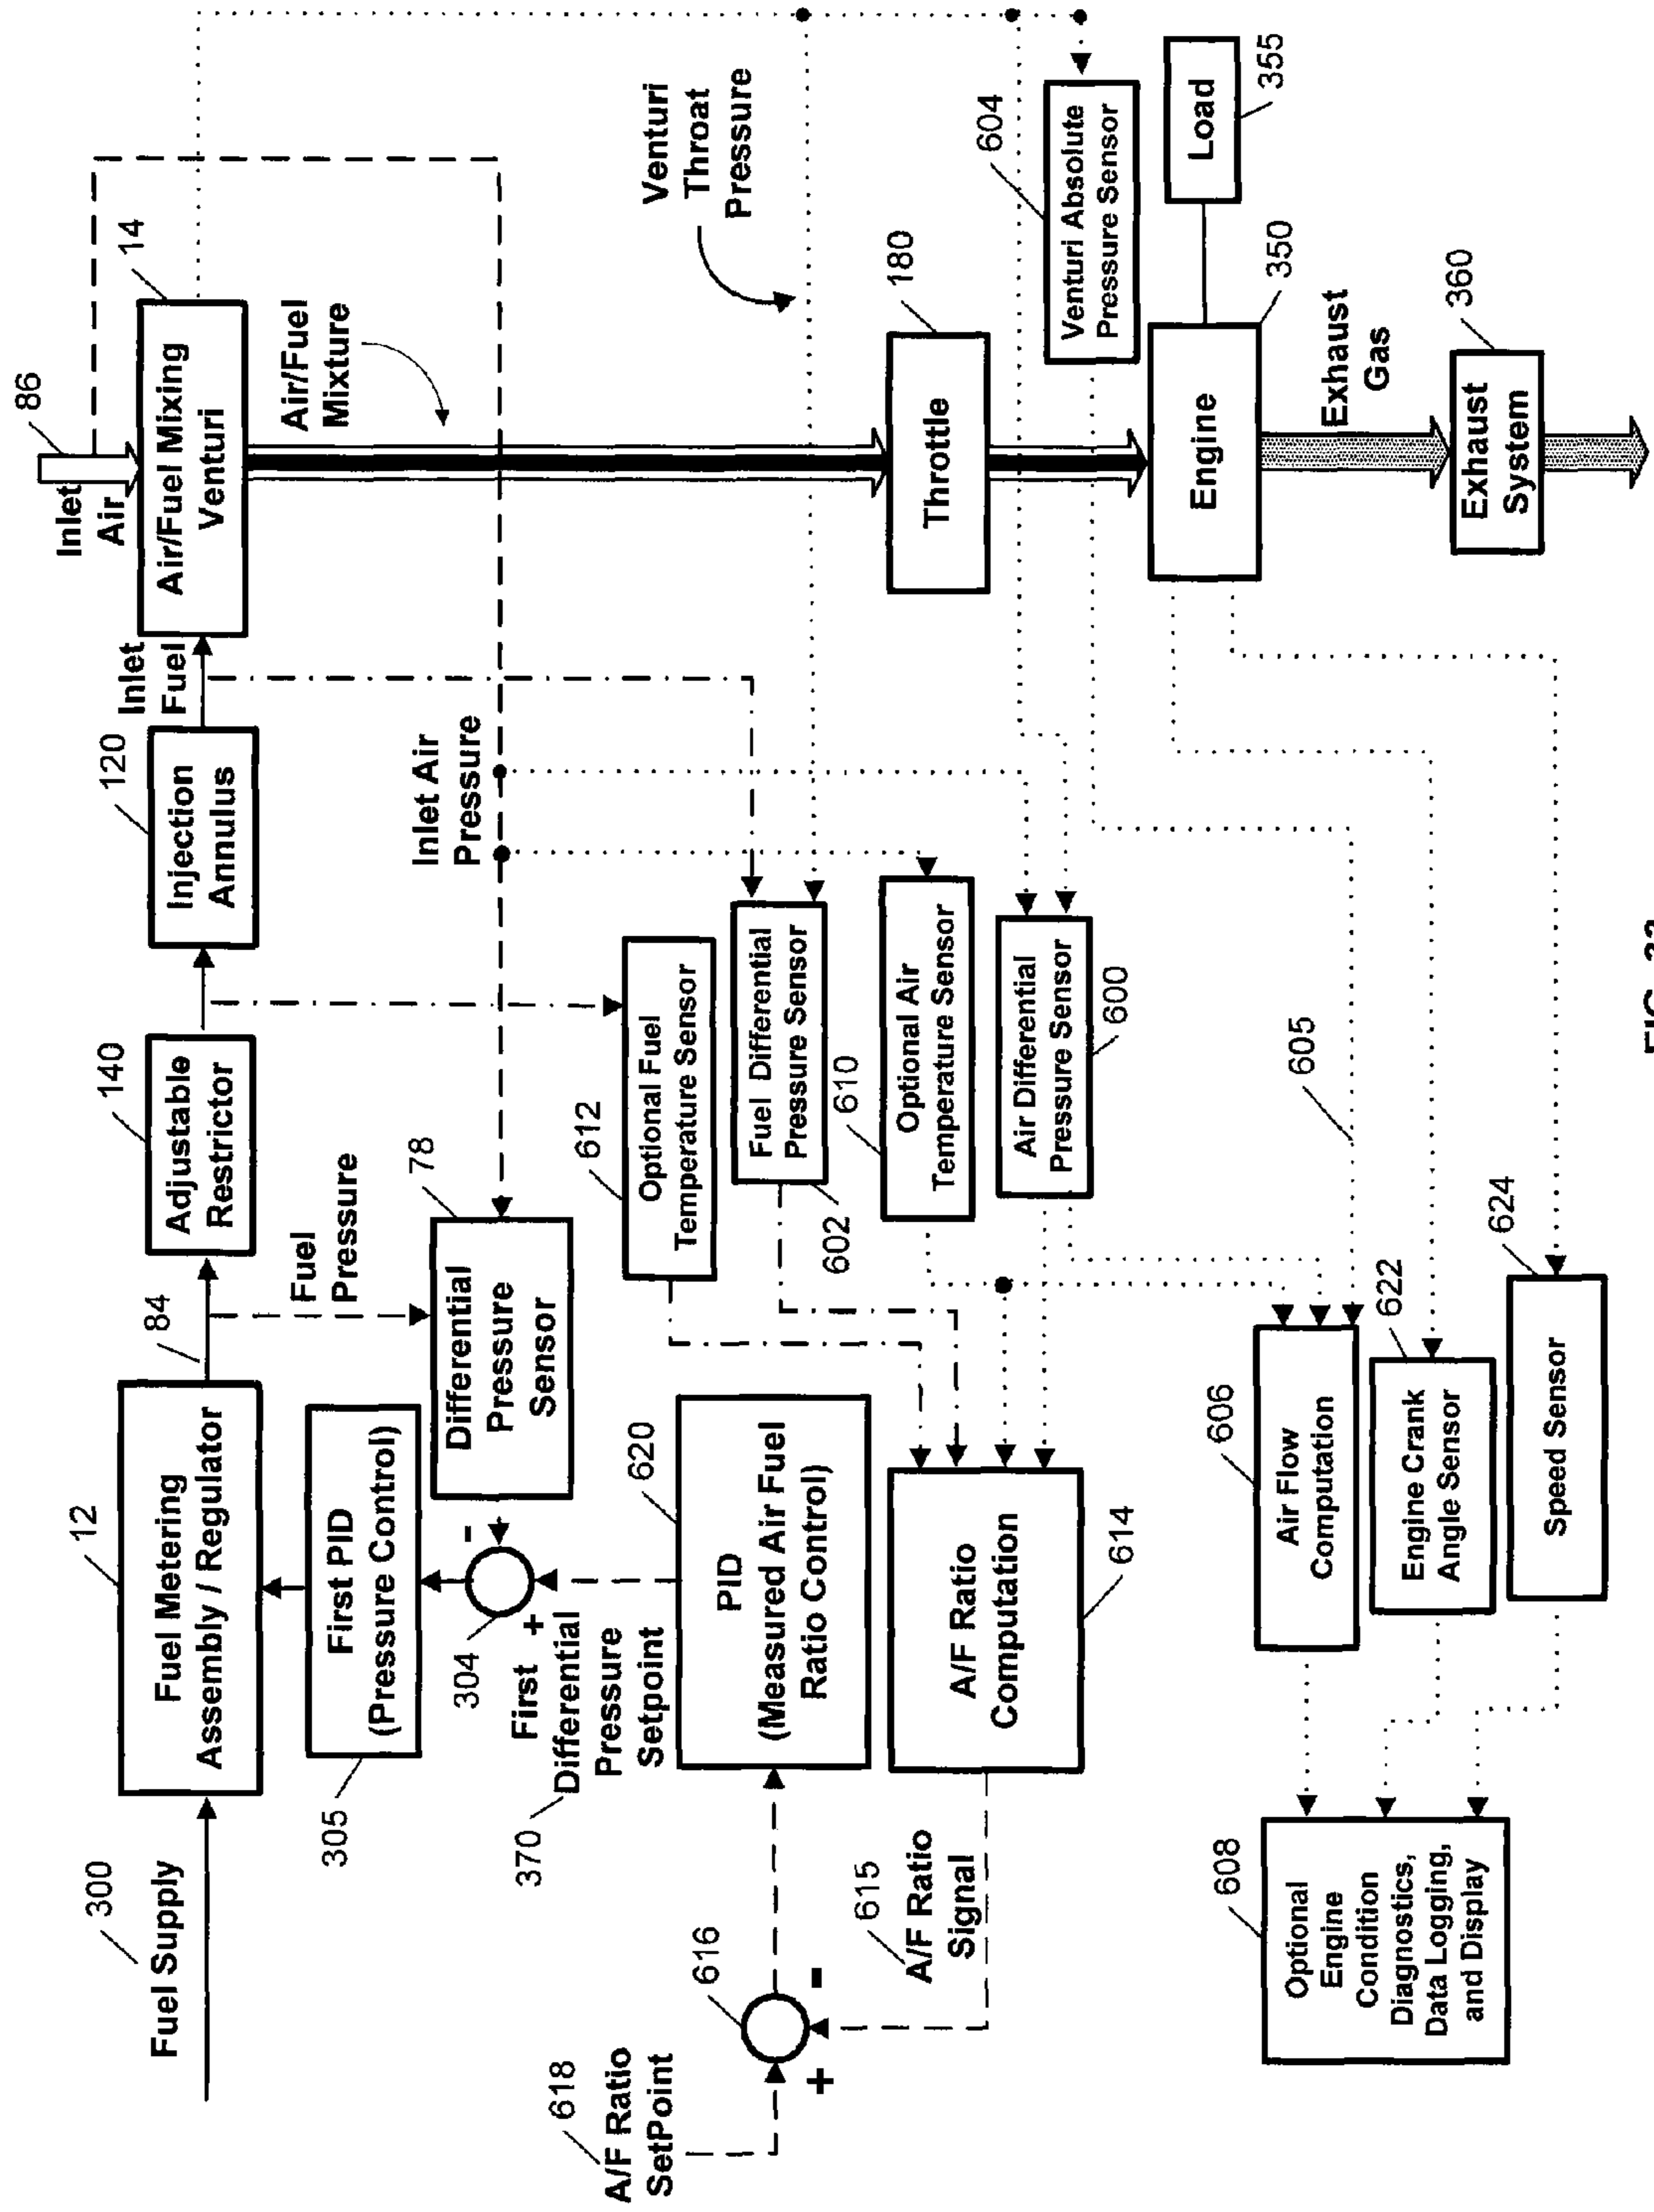 300
Fuel Supply
12
Fuel Metering
Assembly / Regulator
84
140
Adjustable
Restrictor
120
Injection
Annulus
Inlet
Fuel
86
Inlet
Air
14
Air/Fuel Mixing
Venturi
Air/Fuel
Mixture
305
First PID
(Pressure Control)
Fuel
Pressure
78
Differential
Pressure
Sensor
-
304
+
First
370
Differential
Pressure
Setpoint
Inlet Air
Pressure
Venturi
Throat
Pressure
618
A/F Ratio
SetPoint
616
+
-
620
PID
(Measured Air Fuel
Ratio Control)
612
Optional Fuel
Temperature Sensor
Fuel Differential
Pressure Sensor
602
610
Optional Air
Temperature Sensor
Air Differential
Pressure Sensor
600
615
A/F Ratio
Signal
A/F Ratio
Computation
614
180
Throttle
604
Venturi Absolute
Pressure Sensor
Load
355
Engine
350
Exhaust
Gas
360
Exhaust
System
608
Optional
Engine
Condition
Diagnostics,
Data Logging,
and Display
606
Air Flow
Computation
605
622
Engine Crank
Angle Sensor
624
Speed Sensor